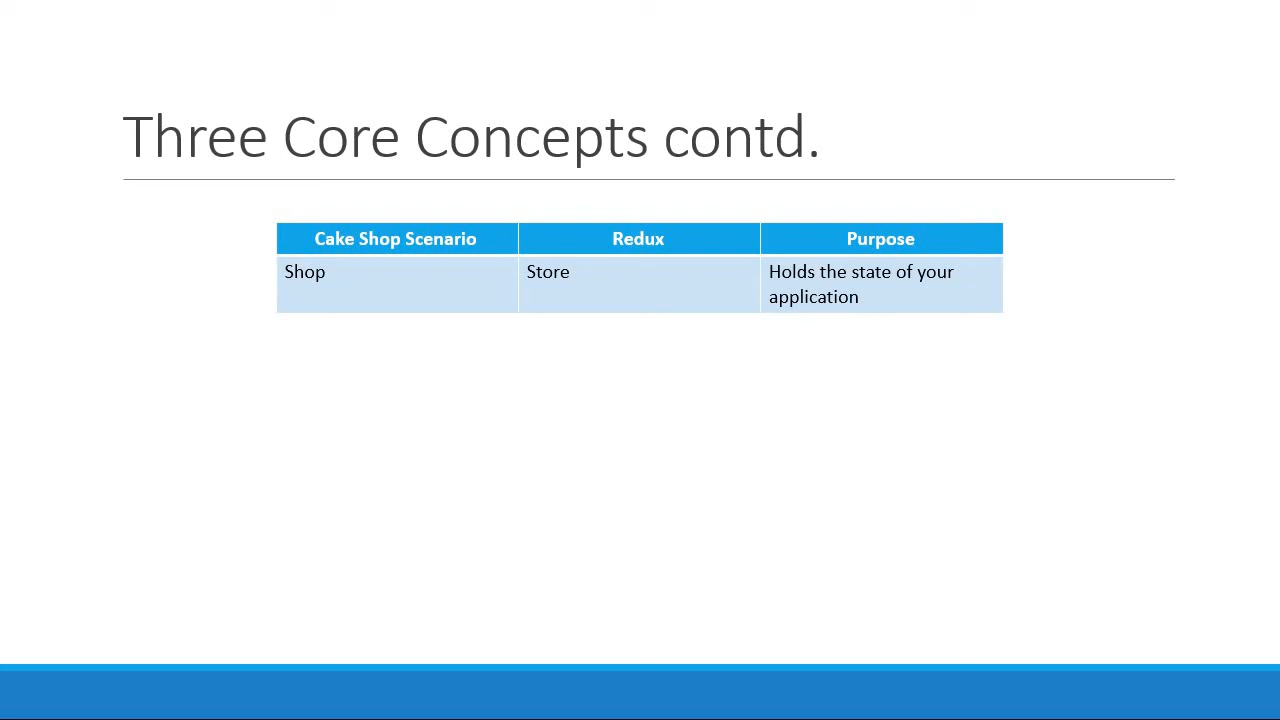 Three Core Concepts contd.
Cake Shop Scenario Redux Purpose
Shop Store Holds the state of your
application